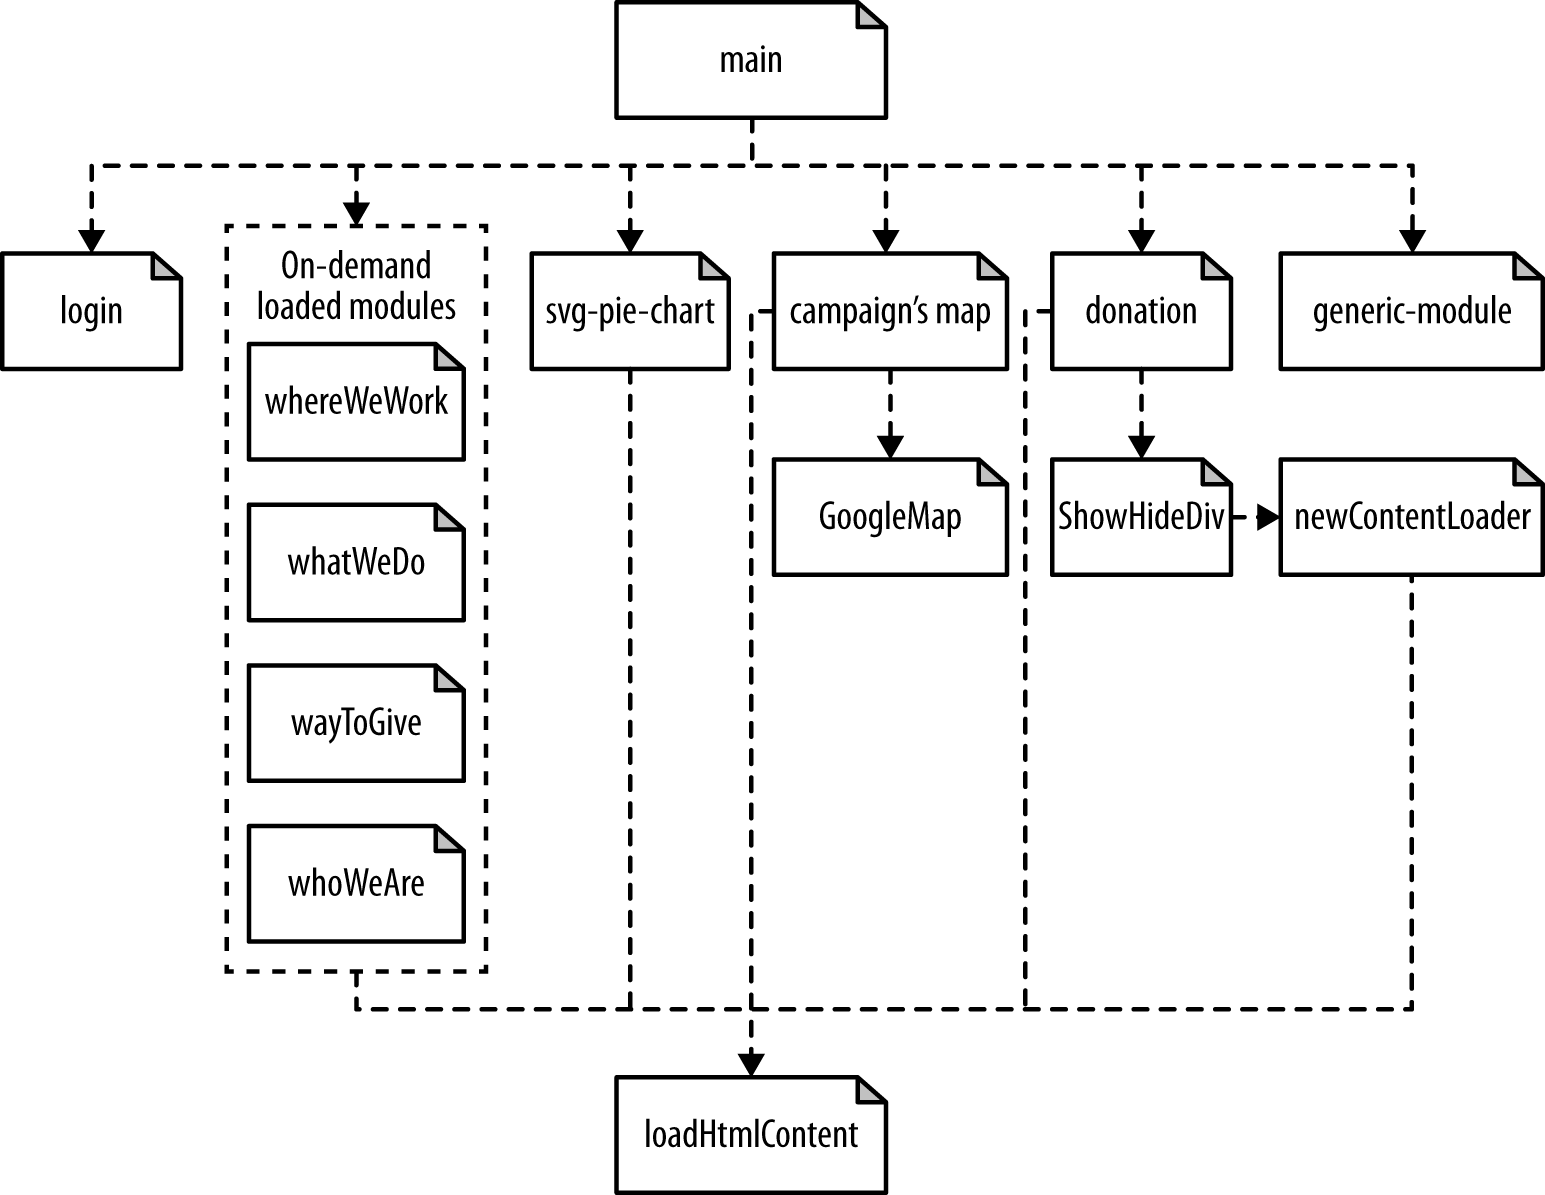 main
login
On-demand
loaded modules
svg-pie-chart
campaign’s map
donation
generic-module
whereWeWork
GoogleMap
ShowHideDiv
newContentLoader
whatWeDo
wayToGive
whoWeAre
loadHtmlContent